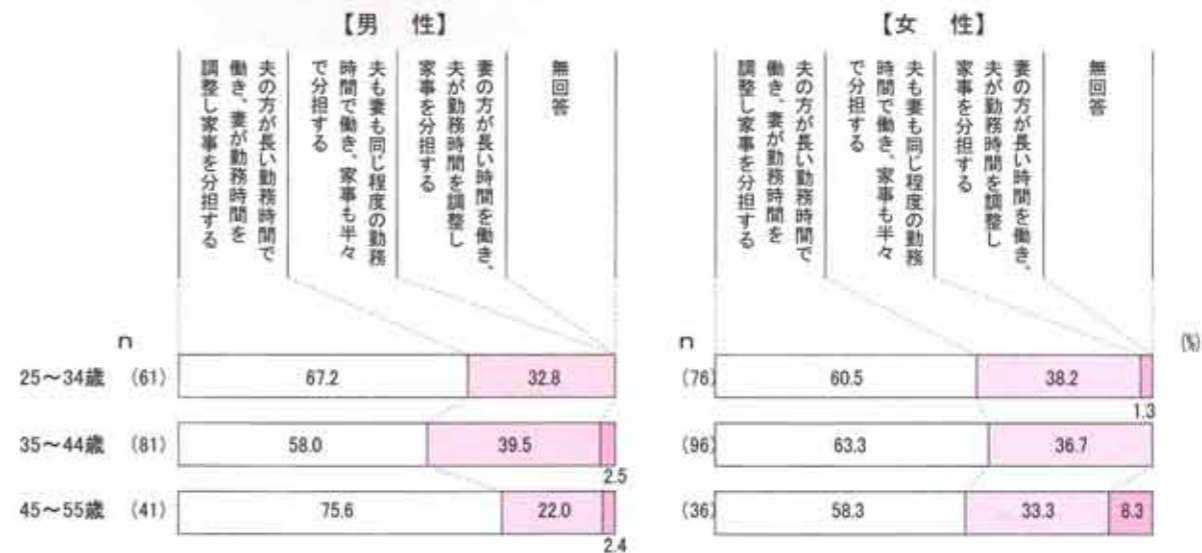 【男　性】
夫の方が長い勤務時間で
働き、妻が勤務時間を
調整し家事を分担する
夫も妻も同じ程度の勤務
時間で働き、家事も半々
で分担する
妻の方が長い時間を働き、
夫が勤務時間を調整し
家事を分担する
無回答
【女　性】
夫の方が長い勤務時間で
働き、妻が勤務時間を
調整し家事を分担する
夫も妻も同じ程度の勤務
時間で働き、家事も半々
で分担する
妻の方が長い時間を働き、
夫が勤務時間を調整し
家事を分担する
無回答
n
n
(%)
25～34歳 (61) 67.2 32.8
(76) 60.5 38.2
1.3
35～44歳 (81) 58.0 39.5
2.5
(96) 63.3 36.7
45～55歳 (41) 75.6 22.0
2.4
(36) 58.3 33.3 8.3